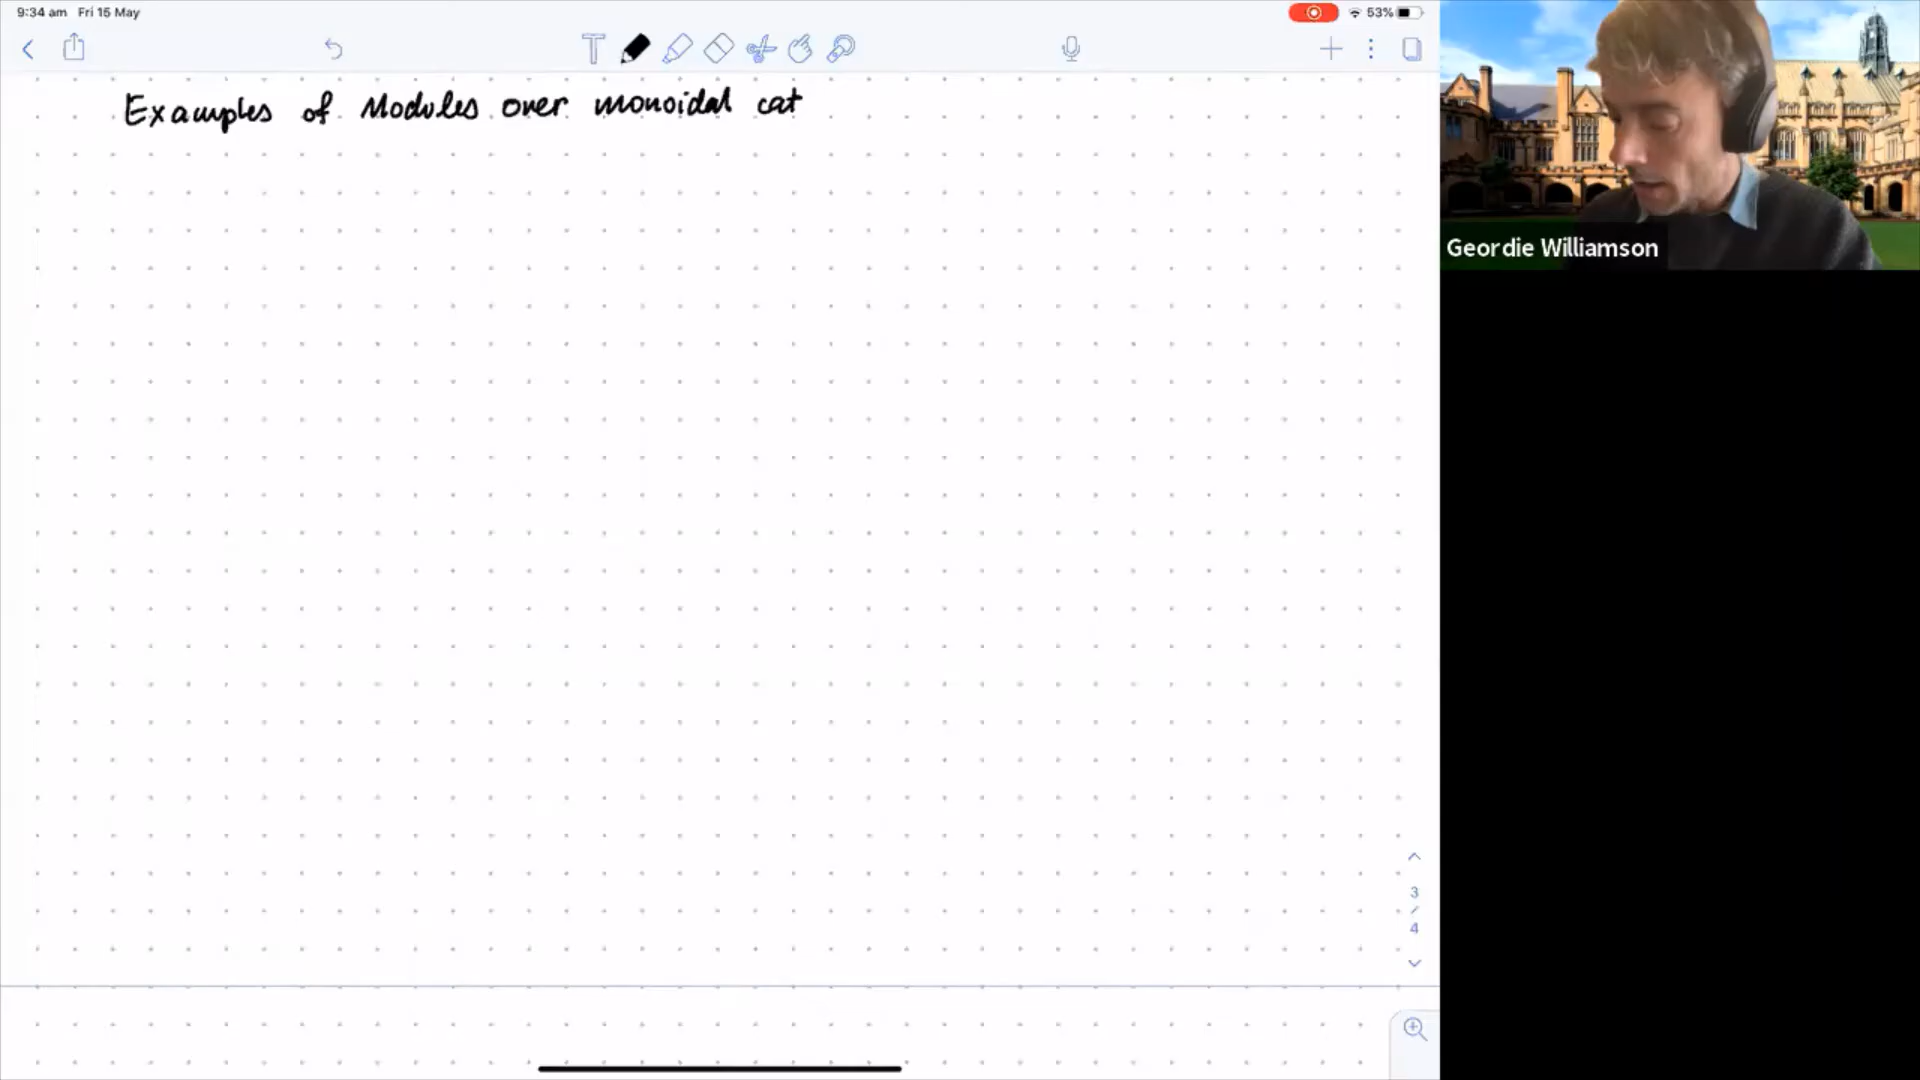 9:34 am Fri 15 May
53%
T
Examples of Modules over monoidal cat
Geordie Williamson
3
/
4